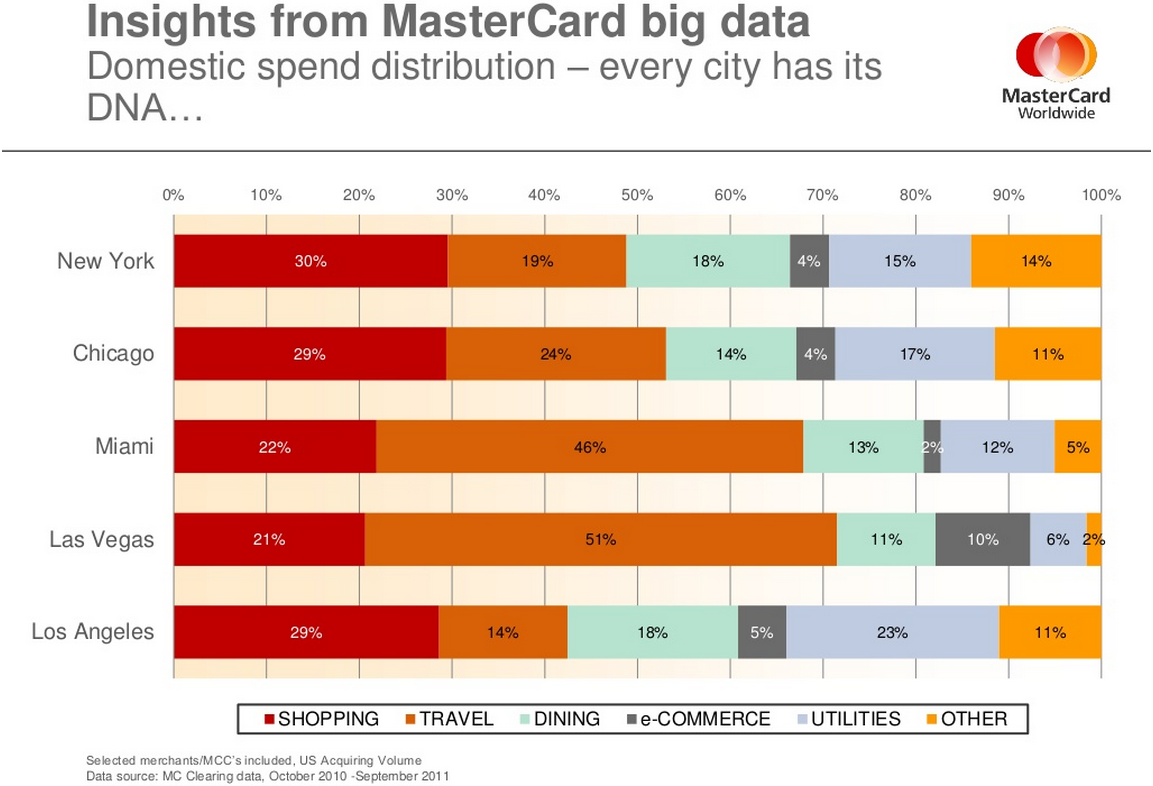 Insights from MasterCard big data
Domestic spend distribution – every city has its
DNA…
MasterCard
Worldwide
0% 10% 20% 30% 40% 50% 60% 70% 80% 90% 100%
New York 30% 19% 18% 4% 15% 14%
Chicago 29% 24% 14% 4% 17% 11%
Miami 22% 46% 13% 2% 12% 5%
Las Vegas 21% 51% 11% 10% 6% 2%
Los Angeles 29% 14% 18% 5% 23% 11%
SHOPPING TRAVEL DINING e-COMMERCE UTILITIES OTHER
Selected merchants/MCC`s included, US Acquiring Volume
Data source: MC Clearing data, October 2010 -September 2011